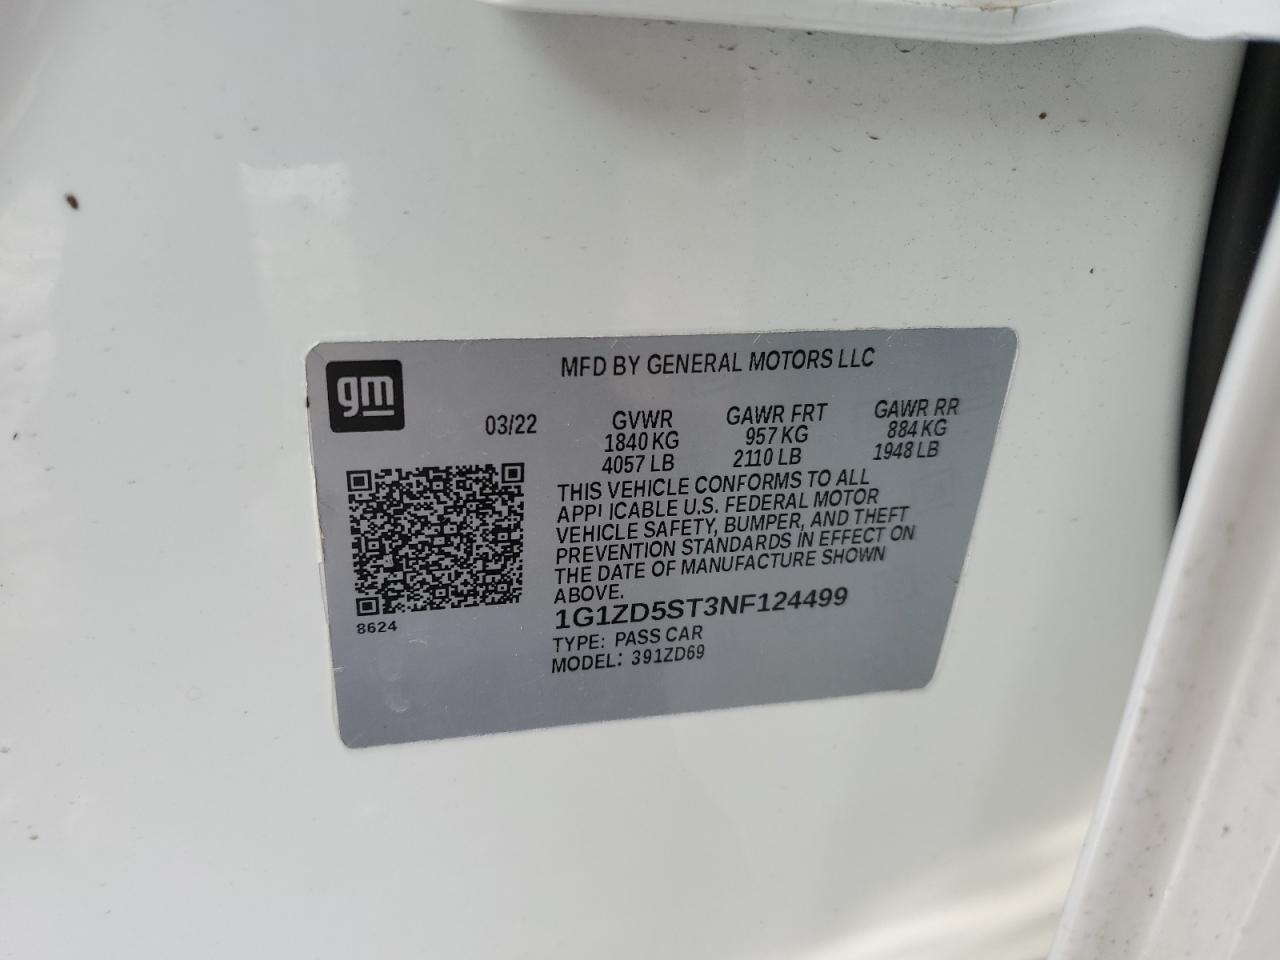 MFD BY GENERAL MOTORS LLC
gm
03/22 GVWR GAWR FRT GAWR RR
1840 KG 957 KG 884 KG
4057 LB 2110 LB 1948 LB
THIS VEHICLE CONFORMS TO ALL
APPLICABLE U.S. FEDERAL MOTOR
VEHICLE SAFETY, BUMPER, AND THEFT
PREVENTION STANDARDS IN EFFECT ON
THE DATE OF MANUFACTURE SHOWN
ABOVE.
1G1ZD5ST3NF124499
8624
TYPE: PASS CAR
MODEL: 391ZD69